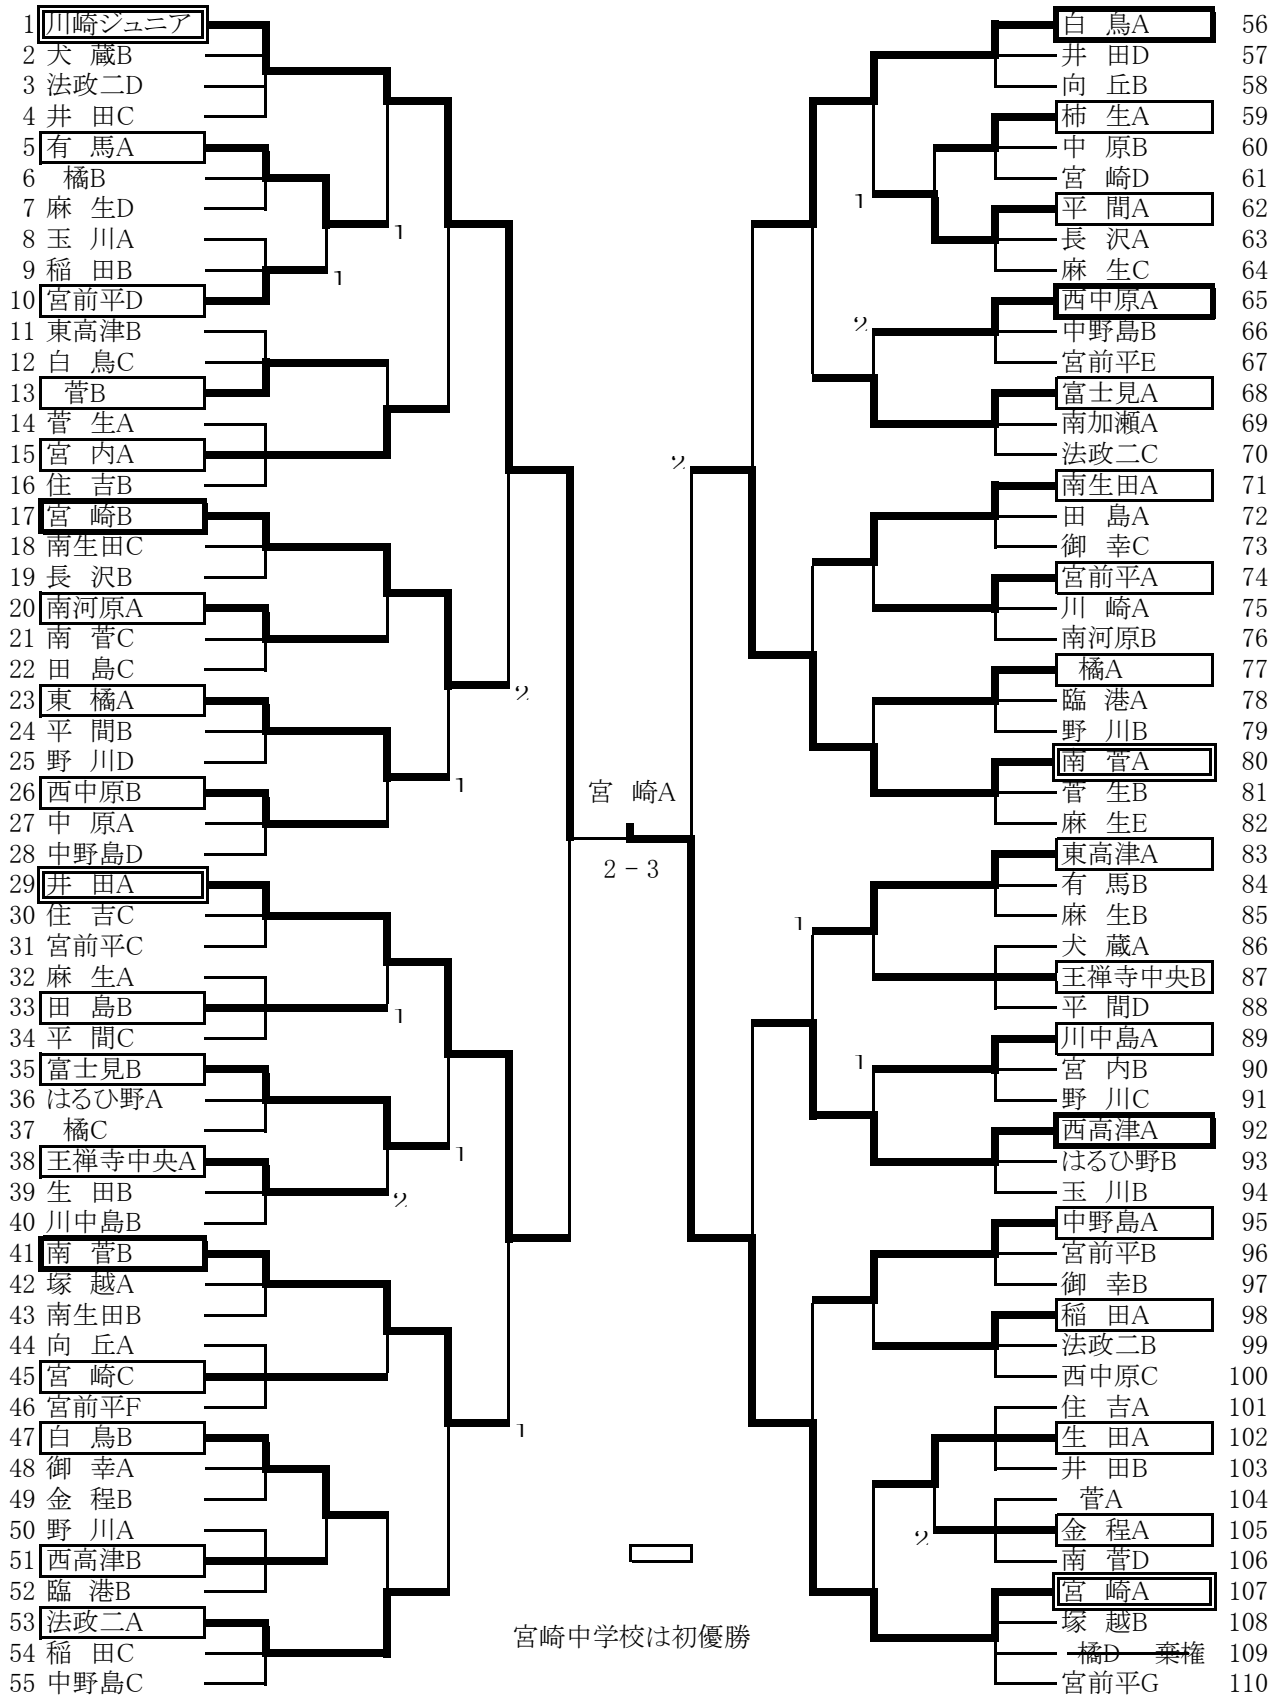 1 川崎ジュニア
2 犬 蔵B
3 法政二D
4 井 田C
5 有 馬A
6 橘B
7 麻 生D
8 玉 川A
9 稲 田B
10 宮前平D
11 東高津B
12 白 鳥C
13 菅B
14 菅 生A
15 宮 内A
16 住 吉B
17 宮 崎B
18 南生田C
19 長 沢B
20 南河原A
21 南 菅C
22 田 島C
23 東 橘A
24 平 間B
25 野 川D
26 西中原B
27 中 原A
28 中野島D
29 井 田A
30 住 吉C
31 宮前平C
32 麻 生A
33 田 島B
34 平 間C
35 富士見B
36 はるひ野A
37 橘C
38 王禅寺中央A
39 生 田B
40 川中島B
41 南 菅B
42 塚 越A
43 南生田B
44 向 丘A
45 宮 崎C
46 宮前平F
47 白 鳥B
48 御 幸A
49 金 程B
50 野 川A
51 西高津B
52 臨 港B
53 法政二A
54 稲 田C
55 中野島C
1
1
2
1
1
1
2
1
宮 崎A
2－3
宮崎中学校は初優勝
1
2
2
1
1
2
白 鳥A 56
井 田D 57
向 丘B 58
柿 生A 59
中 原B 60
宮 崎D 61
平 間A 62
長 沢A 63
麻 生C 64
西中原A 65
中野島B 66
宮前平E 67
富士見A 68
南加瀬A 69
法政二C 70
南生田A 71
田 島A 72
御 幸C 73
宮前平A 74
川 崎A 75
南河原B 76
橘A 77
臨 港A 78
野 川B 79
南 菅A 80
菅 生B 81
麻 生E 82
東高津A 83
有 馬B 84
麻 生B 85
犬 蔵A 86
王禅寺中央B 87
平 間D 88
川中島A 89
宮 内B 90
野 川C 91
西高津A 92
はるひ野B 93
玉 川B 94
中野島A 95
宮前平B 96
御 幸B 97
稲 田A 98
法政二B 99
西中原C 100
住 吉A 101
生 田A 102
井 田B 103
菅A 104
金 程A 105
南 菅D 106
宮 崎A 107
塚 越B 108
橘D 棄権 109
宮前平G 110